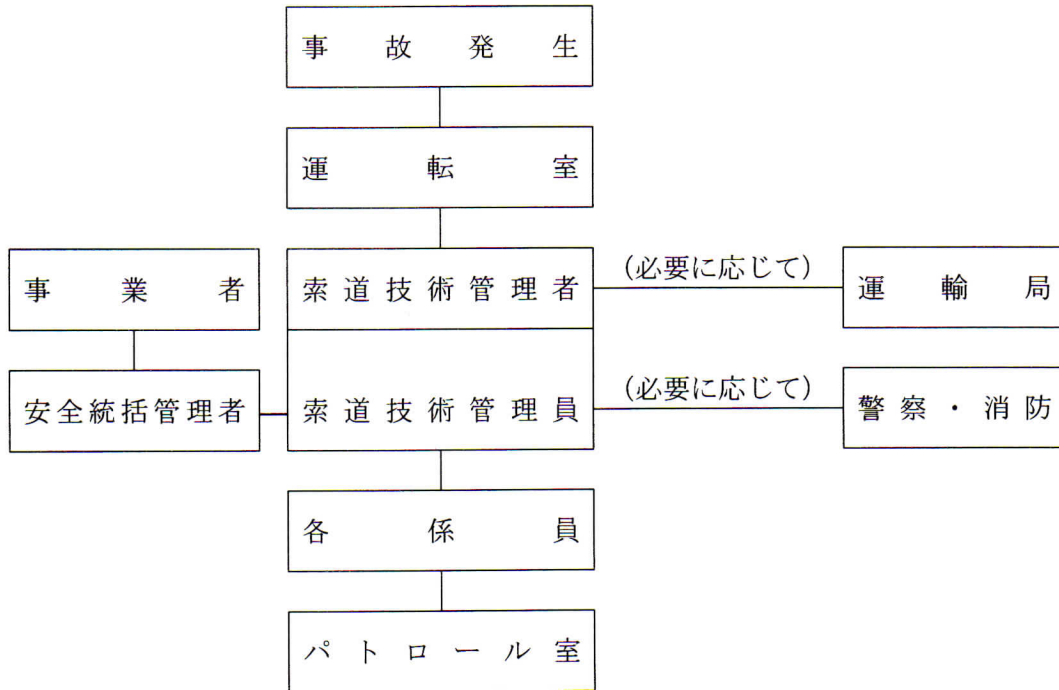 事故発生
運転室
事業者
索道技術管理者
(必要に応じて)
運輸局
安全統括管理者
索道技術管理員
(必要に応じて)
警察・消防
各係員
パトロール室